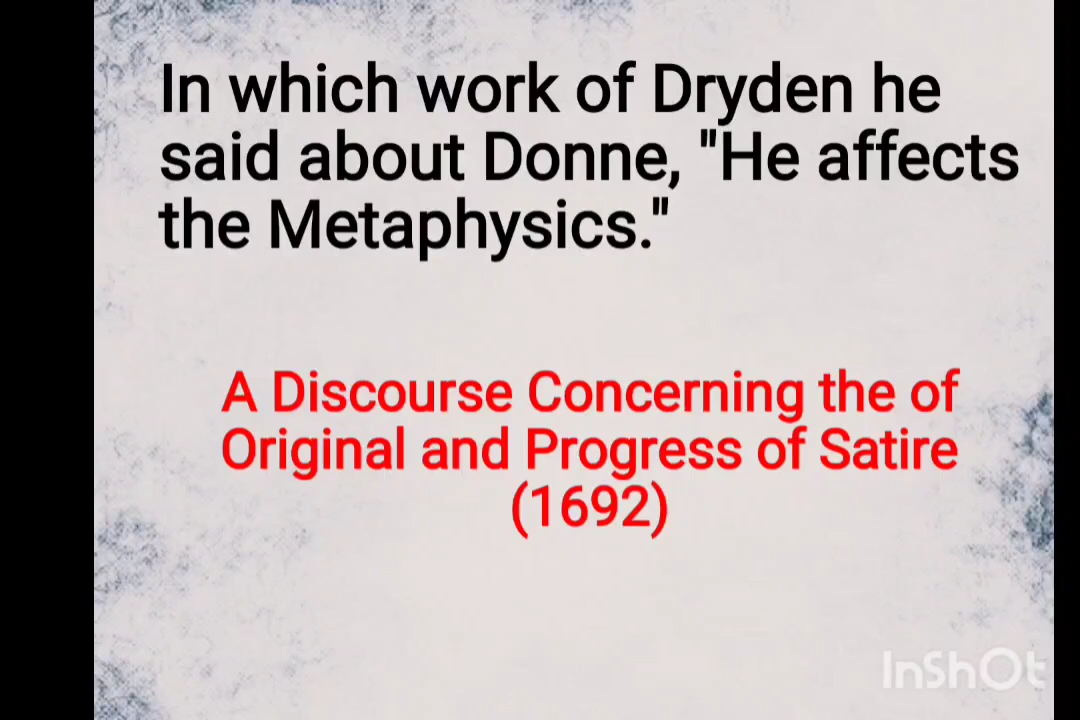 In which work of Dryden he
said about Donne, "He affects
the Metaphysics."
A Discourse Concerning the of
Original and Progress of Satire
(1692)
InShOt